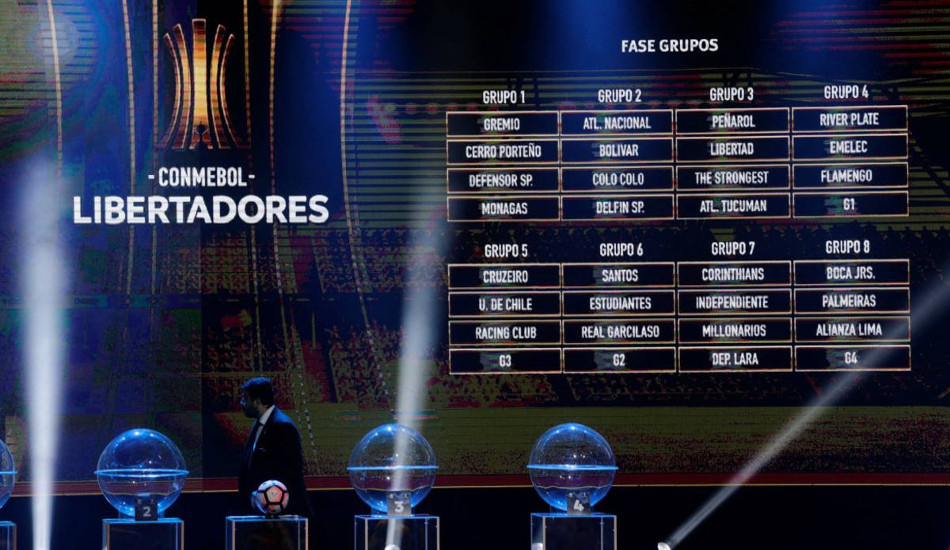 FASE GRUPOS
-CONMEBOL-
LIBERTADORES
GRUPO 1
GREMIO
CERRO PORTEÑO
DEFENSOR SP.
MONAGAS
GRUPO 2
ATL. NACIONAL
BOLIVAR
COLO COLO
DELFIN SP.
GRUPO 3
PEÑAROL
LIBERTAD
THE STRONGEST
ATL. TUCUMAN
GRUPO 4
RIVER PLATE
EMELEC
FLAMENGO
G1
GRUPO 5
CRUZEIRO
U. DE CHILE
RACING CLUB
G3
GRUPO 6
SANTOS
ESTUDIANTES
REAL GARCILASO
G2
GRUPO 7
CORINTHIANS
INDEPENDIENTE
MILLONARIOS
DEP. LARA
GRUPO 8
BOCA JRS.
PALMEIRAS
ALIANZA LIMA
G4
2
3
4